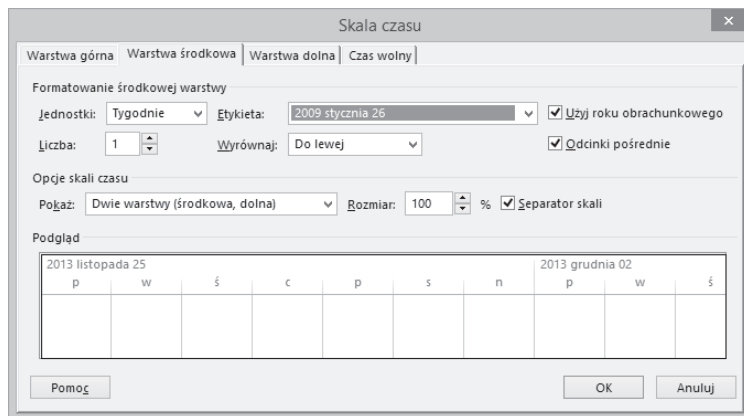 Skala czasu
Warstwa górna Warstwa środkowa Warstwa dolna Czas wolny
Formatowanie środkowej warstwy
Jednostki: Tygodnie Etykieta: 2009 stycznia 26 Użyj roku obrachunkowego
Liczba: 1 Wyrównaj: Do lewej Odcinki pośrednie
Opcje skali czasu
Pokaż: Dwie warstwy (środkowa, dolna) Rozmiar: 100 % Separator skali
Podgląd
2013 listopada 25 2013 grudnia 02
p w ś c p s n p w ś
Pomoc OK Anuluj